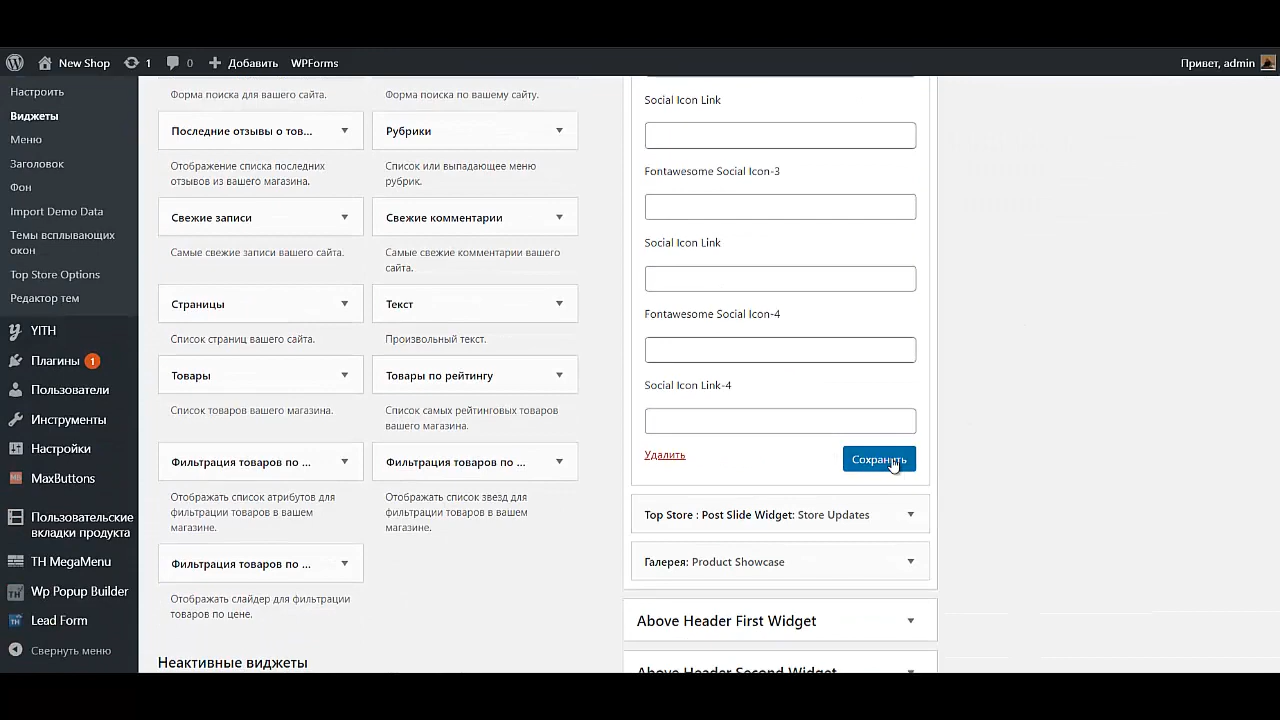 New Shop
1
0
Добавить
WPForms
Привет, admin
Настроить
Виджеты
Меню
Заголовок
Фон
Import Demo Data
Темы всплывающих
окон
Top Store Options
Редактор тем
YITH
Плагины 1
Пользователи
Инструменты
Настройки
MaxButtons
Пользовательские
вкладки продукта
TH MegaMenu
Wp Popup Builder
Lead Form
Свернуть меню
Форма поиска для вашего сайта.
Форма поиска по вашему сайту.
Последние отзывы о тов...
Рубрики
Отображение списка последних
отзывов из вашего магазина.
Список или выпадающее меню
рубрик.
Свежие записи
Свежие комментарии
Самые свежие записи вашего сайта.
Самые свежие комментарии вашего
сайта.
Страницы
Текст
Список страниц вашего сайта.
Произвольный текст.
Товары
Товары по рейтингу
Список товаров вашего магазина.
Список самых рейтинговых товаров
вашего магазина.
Фильтрация товаров по ...
Фильтрация товаров по ...
Отображать список атрибутов для
фильтрации товаров в вашем
магазине.
Отображать список звезд для
фильтрации товаров в вашем
магазине.
Фильтрация товаров по ...
Отображать слайдер для фильтрации
товаров по цене.
Неактивные виджеты
Social Icon Link
Fontawesome Social Icon-3
Social Icon Link
Fontawesome Social Icon-4
Social Icon Link-4
Удалить
Сохранить
Top Store : Post Slide Widget: Store Updates
Галерея: Product Showcase
Above Header First Widget
Above Header Second Widget